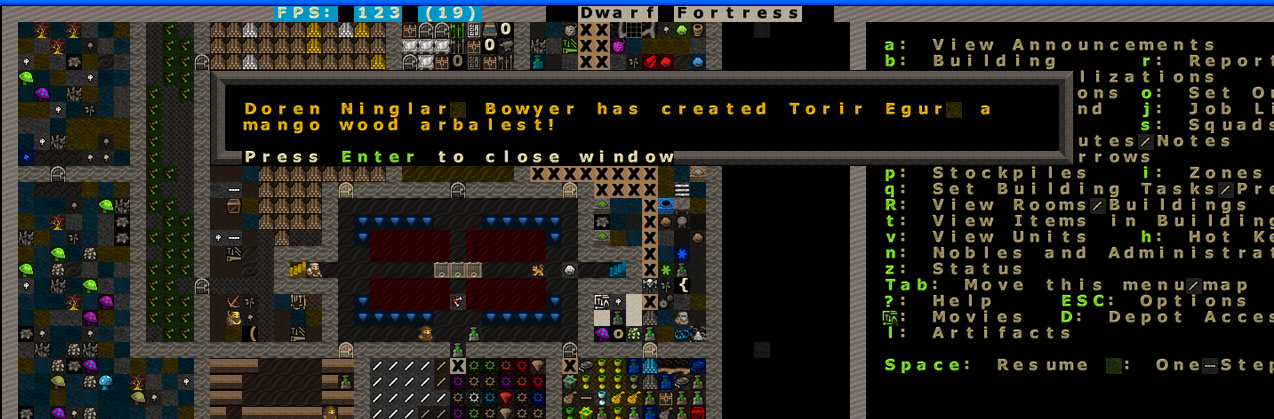 FPS: 123 (19) Dwarf Fortress
Doren Ninglar Bowyer has created Torir Egur a
mango wood arbalest!
Press Enter to close window
a: View Announcements
b: Building r: Report
lizations
ons o: Set Or
nd j: Job Li
s: Squads
utes/Notes
rrows
p: Stockpiles i: Zones
q: Set Building Tasks/Pre
R: View Rooms/Buildings
t: View Items in Building
v: View Units h: Hot Ke
n: Nobles and Administrat
z: Status
Tab: Move this menu/map
?: Help ESC: Options
: Movies D: Depot Acces
l: Artifacts
Space: Resume : One-Step